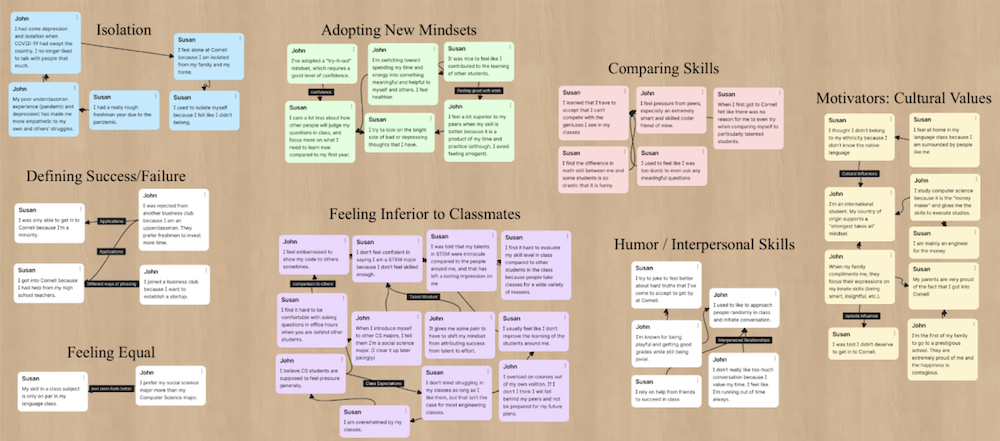 Isolation
John
I had some depression
and isolation when
COVID-19 had swept the
country. I no longer liked
to talk with people that
much.
Susan
I feel alone at Cornell
because I am isolated
from my family and my
home.
John
My poor underclassman
experience (pandemic and
depression) has made me
more empathetic to my
own and others' struggles.
Susan
I had a really rough
freshman year due to the
pandemic.
Susan
I used to isolate myself
because I felt like I didn't
belong.
Adopting New Mindsets
John
I've adopted a "try-it-out"
mindset, which requires a
good level of confidence.
John
I'm switching toward
spending my time and
energy into something
meaningful and helpful
to myself and others. I feel
healthier.
Susan
It was nice to feel like I
contributed to the learning
of other students.
confidence
Feeling good with work
Susan
I care a lot less about how
other people will judge my
questions in class, and
focus more on what I
need to learn now
compared to my first year.
Susan
I try to look on the bright
side of bad or depressing
thoughts that I have.
John
I feel a bit superior to my
peers when my skill is
better because it is a
product of my time and
practice (although, I avoid
feeling arrogant).
Comparing Skills
Susan
I learned that I have to
accept that I can't
compete with the
geniuses I see in my
classes
John
I feel pressure from peers,
especially an extremely
smart and skilled coder
friend of mine.
Susan
When I first got to Cornell
I felt like there was no
reason for me to even try
when comparing myself to
particularly talented
students.
Susan
I find the difference in
math skill between me and
some students is so
drastic that it is funny.
Susan
I used to feel like I was
too dumb to even ask any
meaningful questions
Motivators: Cultural Values
Susan
I thought I didn't belong
to my ethnicity because I
didn't know the native
language
Susan
I feel at home in my
language class because I
am surrounded by people
like me
Cultural Influences
John
I'm an international
student. My country of
origin supports a
"strongest takes all"
mindset.
John
I study computer science
because it is the "money
maker" and gives me the
skills to execute studies.
Susan
I am mainly an engineer
for the money
John
When my family
compliments me, they
focus their expressions on
my innate skills (being
smart, insightful, etc.).
Susan
My parents are very proud
of the fact that I got into
Cornell!
outside influence
Susan
I was told I didn't deserve
to get in to Cornell.
John
I'm the first of my family
to go to a prestigious
school. They are
extremely proud of me and
the happiness is
contagious.
Defining Success/Failure
Susan
I was only able to get in to
Cornell because I'm a
minority.
John
I was rejected from
another business club
because I am an
upperclassman. They
prefer freshmen to invest
more time.
Applications
Applications
Susan
I got into Cornell because
I had help from my high
school teachers.
Different ways of phrasing
John
I joined a business club
because I want to
establish a startup.
Feeling Equal
Susan
My skill in a class subject
is only on par in my
language class.
John
I prefer my social science
major more than my
Computer Science major.
Feeling Inferior to Classmates
John
I feel embarrassed to
show my code to others
sometimes.
Susan
I don't feel confident in
saying I am a STEM major
because I don't feel skilled
enough.
Susan
I was told that my talents
in STEM were miniscule
compared to the people
around me, and that has
left a lasting impression on
me
Susan
I find it hard to evaluate
my skill level in class
compared to other
students in the class
because people take
classes for a wide variety
of reasons.
comparison to others
Talent Mindset
Susan
I find it hard to be
comfortable with asking
questions in office hours
when you are behind other
students.
John
When I introduce myself
to other CS majors, I tell
them I'm a social science
major. (I clear it up later
jokingly)
John
It gives me some pain to
have to shift my mindset
from attributing success
from talent to effort.
Susan
I usually feel like I don't
improve the learning of the
students around me.
John
I believe CS students are
supposed to feel pressure
generally.
Class Expectations
Susan
I don't mind struggling in
my classes as long as I
like them, but that isn't the
case for most engineering
classes.
John
I overload on courses out
of my own volition. If I
don't I think I will fall
behind my peers and not
be prepared for my future
plans.
Susan
I am overwhelmed by my
classes.
Humor / Interpersonal Skills
Susan
I try to joke to feel better
about hard truths that I've
come to accept to get by
at Cornell.
John
I used to like to approach
people randomly in class
and initiate conversation.
John
I'm known for being
playful and getting good
grades while still being
jovial.
Interpersonal Relationships
John
I don't really like too much
conversation because I
value my time. I feel like
I'm running out of time
always.
Susan
I rely on help from friends
to succeed in class